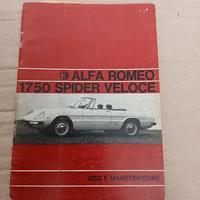 ALFA ROMEO
1750 SPIDER VELOCE
USO E MANUTENZIONE